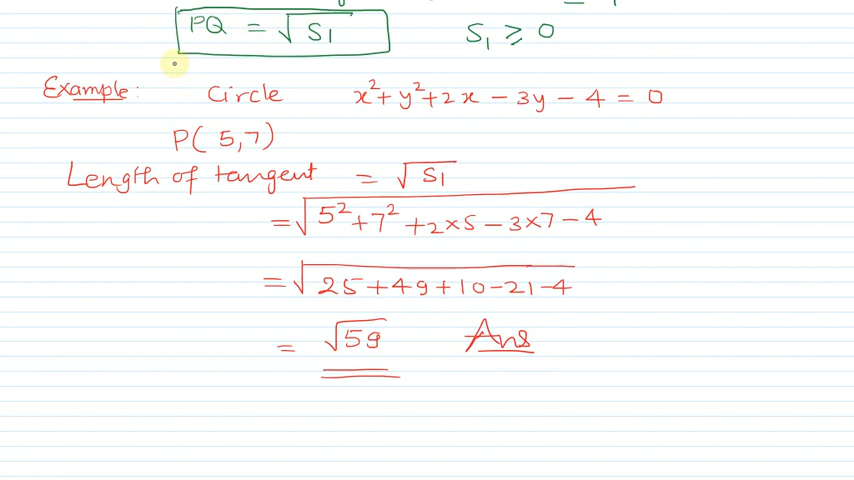 PQ = √S₁    S₁ ≥ 0
Example: Circle x² + y² + 2x − 3y − 4 = 0
P(5,7)
Length of tangent = √S₁
= √5² + 7² + 2×5 − 3×7 − 4
= √25 + 49 + 10 − 21 − 4
= √59    Ans